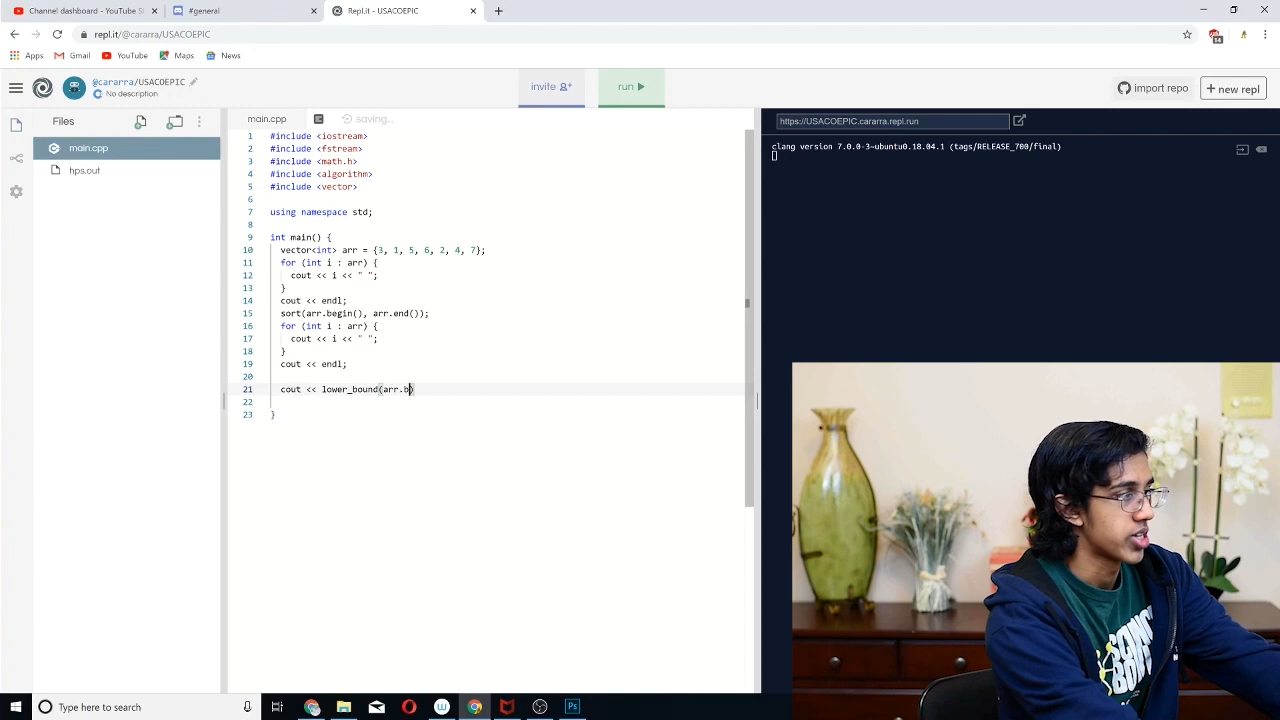 Channel dashboard - YouTube St
#general
Repl.it - USACOEPIC
repl.it/@cararra/USACOEPIC
Apps Gmail YouTube Maps News
@cararra/USACOEPIC
No description
invite
run
import repo
+ new repl
Files
main.cpp
hps.out
main.cpp
saving...
1 #include <iostream>
2 #include <fstream>
3 #include <math.h>
4 #include <algorithm>
5 #include <vector>
6
7 using namespace std;
8
9 int main() {
10 vector<int> arr = {3, 1, 5, 6, 2, 4, 7};
11 for (int i : arr) {
12 cout << i << " ";
13 }
14 cout << endl;
15 sort(arr.begin(), arr.end());
16 for (int i : arr) {
17 cout << i << " ";
18 }
19 cout << endl;
20
21 cout << lower_bound(arr.b)
22
23 }
https://USACOEPIC.cararra.repl.run
clang version 7.0.0-3~ubuntu0.18.04.1 (tags/RELEASE_700/final)
Type here to search